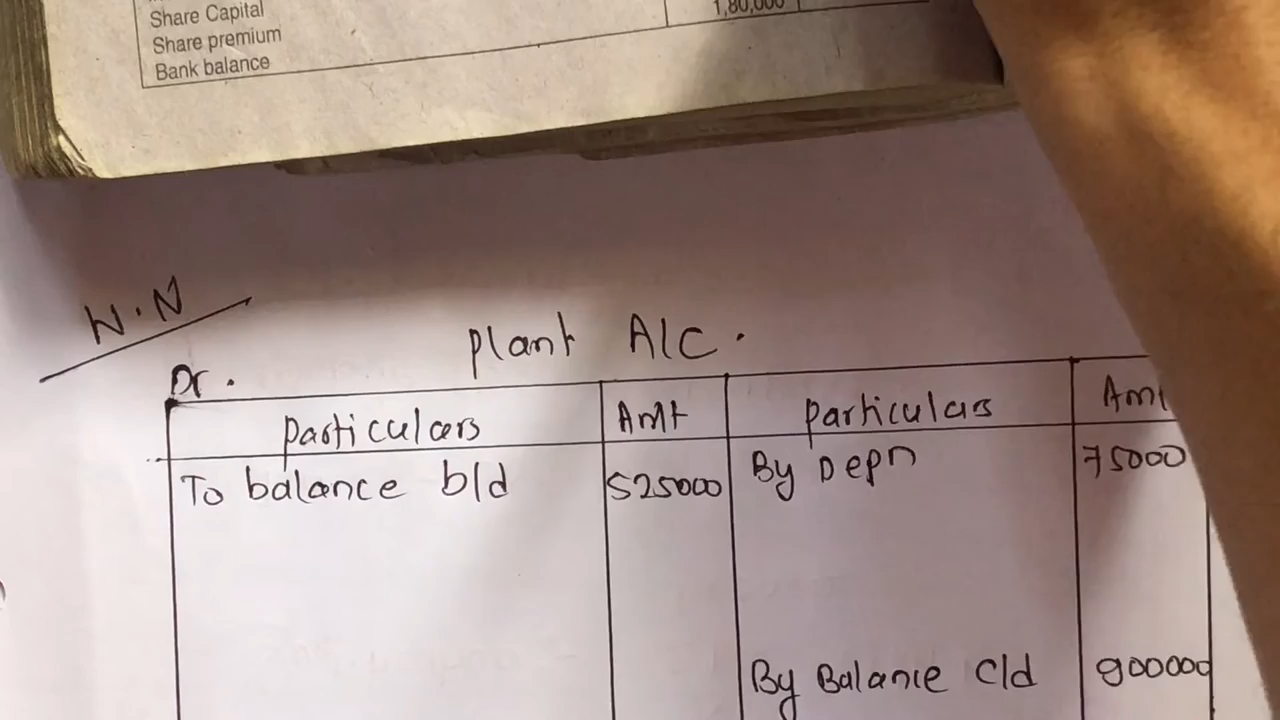 Share Capital
1,80,000
Share premium
Bank balance
W.N
Plant A/C.
Dr.
Particulars Amt Particulars Amt
To balance b/d 525000 By Depn 75000
By Balance C/d 900000